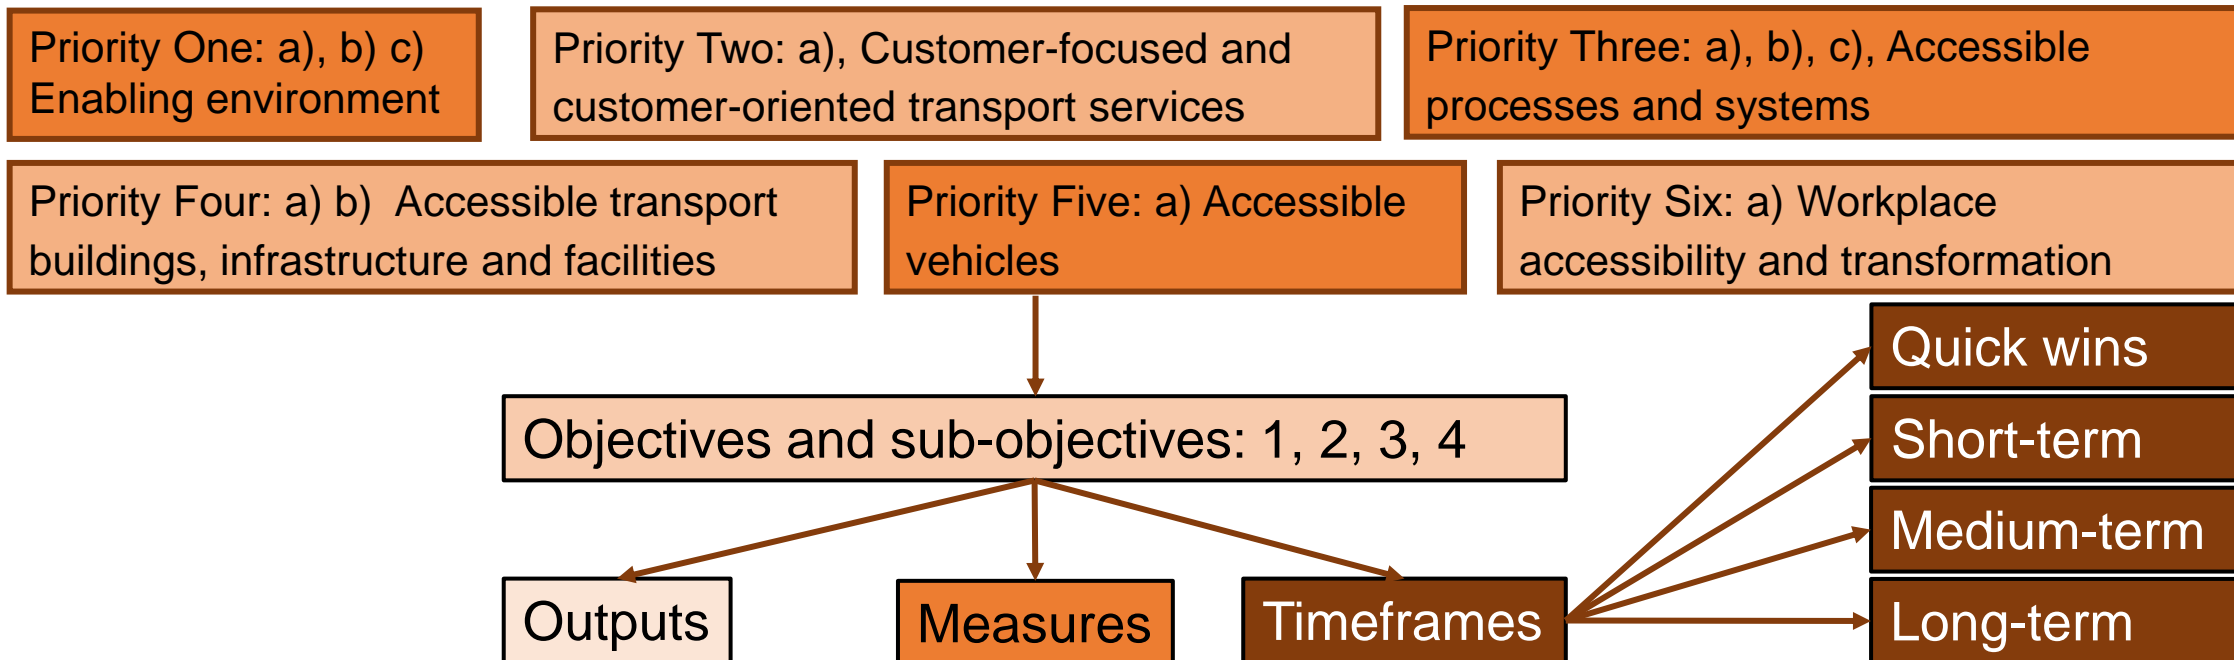 Priority One: a), b) c)
Enabling environment
Priority Two: a), Customer-focused and
customer-oriented transport services
Priority Three: a), b), c), Accessible
processes and systems
Priority Four: a) b)  Accessible transport
buildings, infrastructure and facilities
Priority Five: a) Accessible
vehicles
Priority Six: a) Workplace
accessibility and transformation
Objectives and sub-objectives: 1, 2, 3, 4
Outputs
Measures
Timeframes
Quick wins
Short-term
Medium-term
Long-term